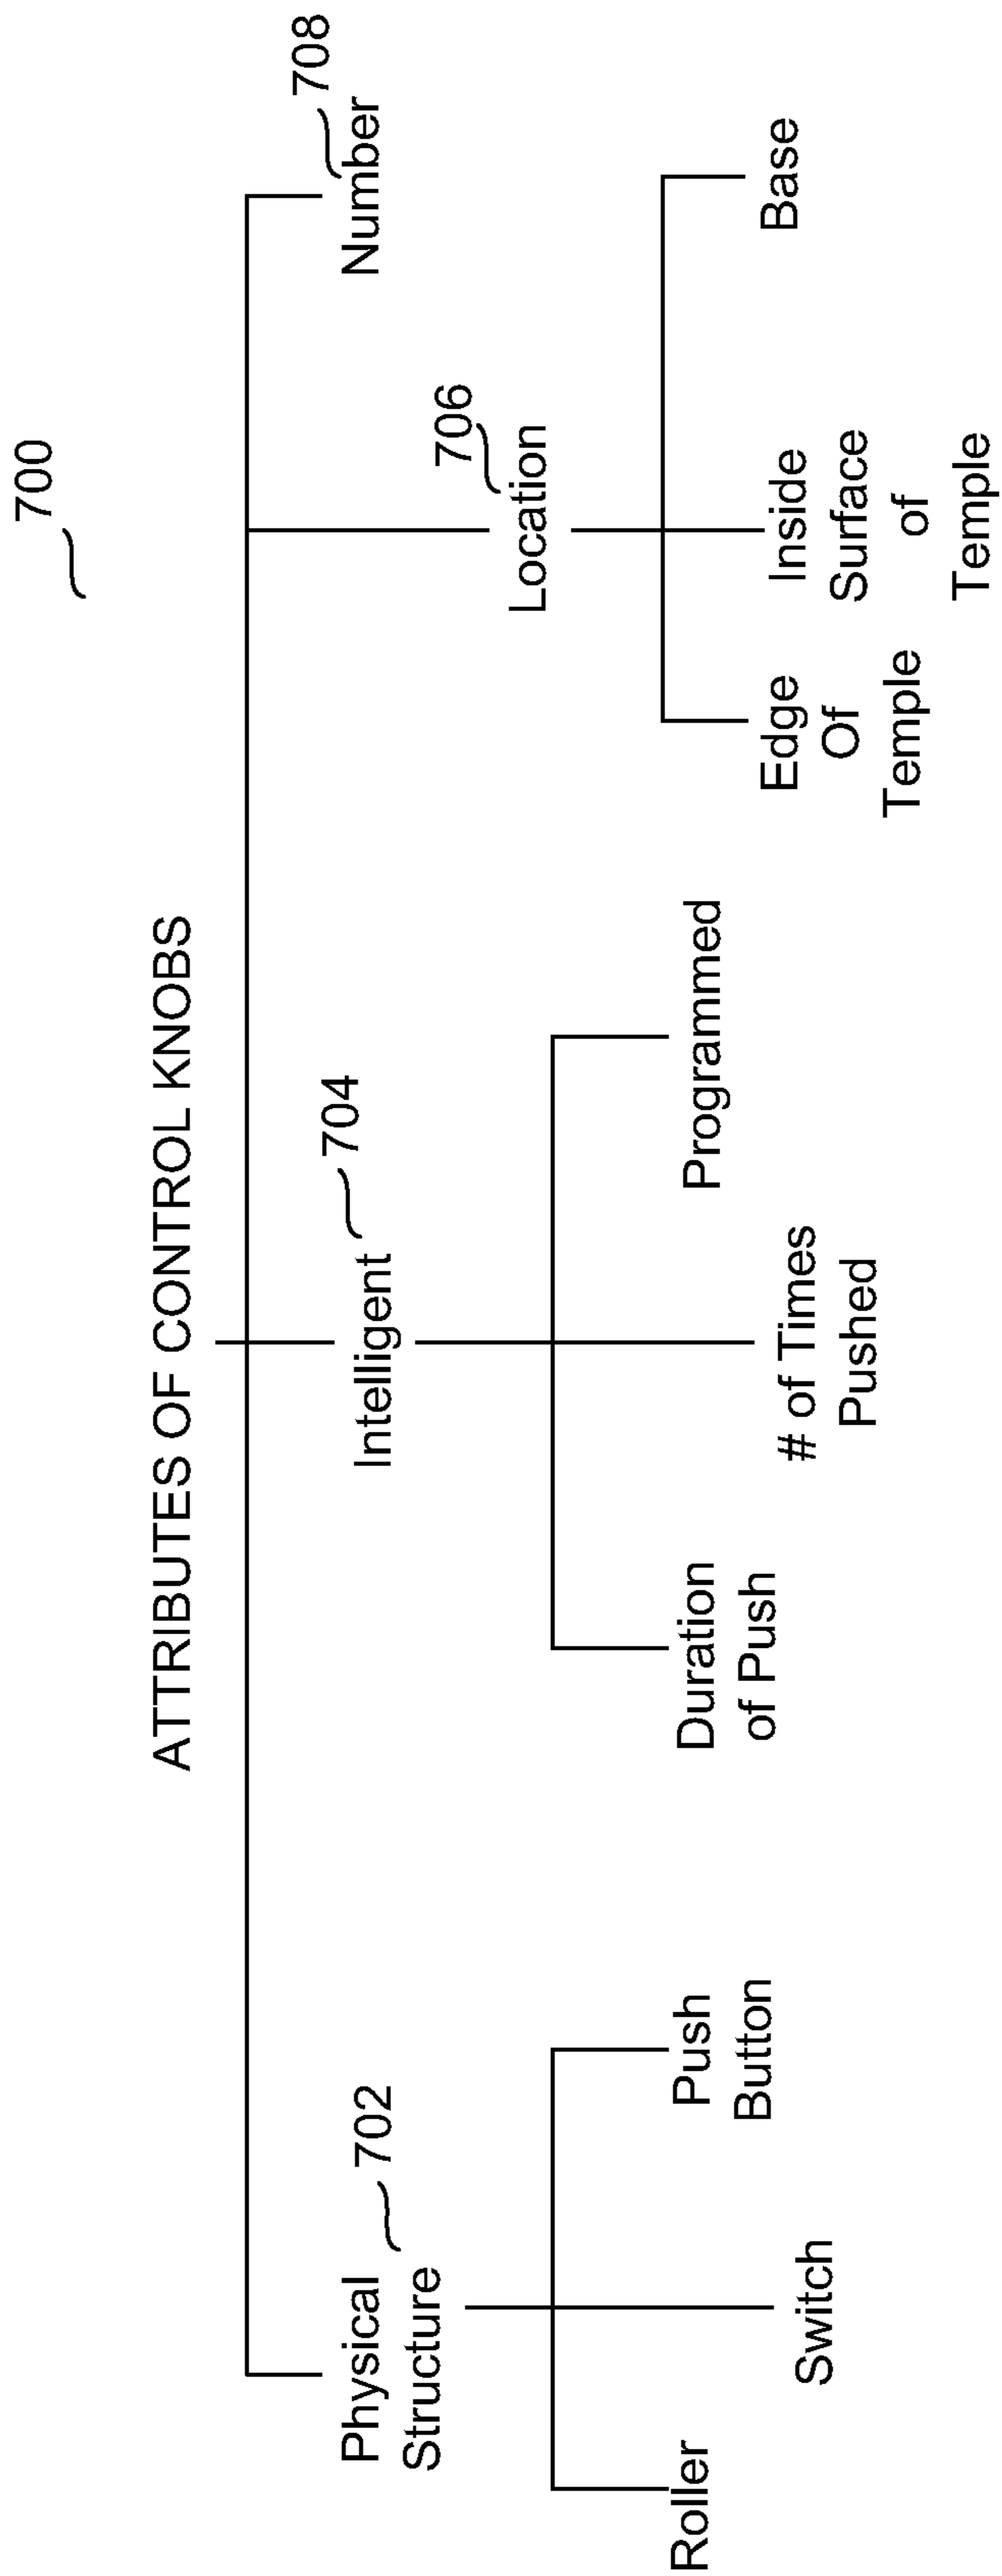 700
ATTRIBUTES OF CONTROL KNOBS
Physical
Structure
702
Intelligent
704
Location
706
Number
708
Roller
Switch
Push
Button
Duration
of Push
# of Times
Pushed
Programmed
Edge
Of
Temple
Inside
Surface
of
Temple
Base